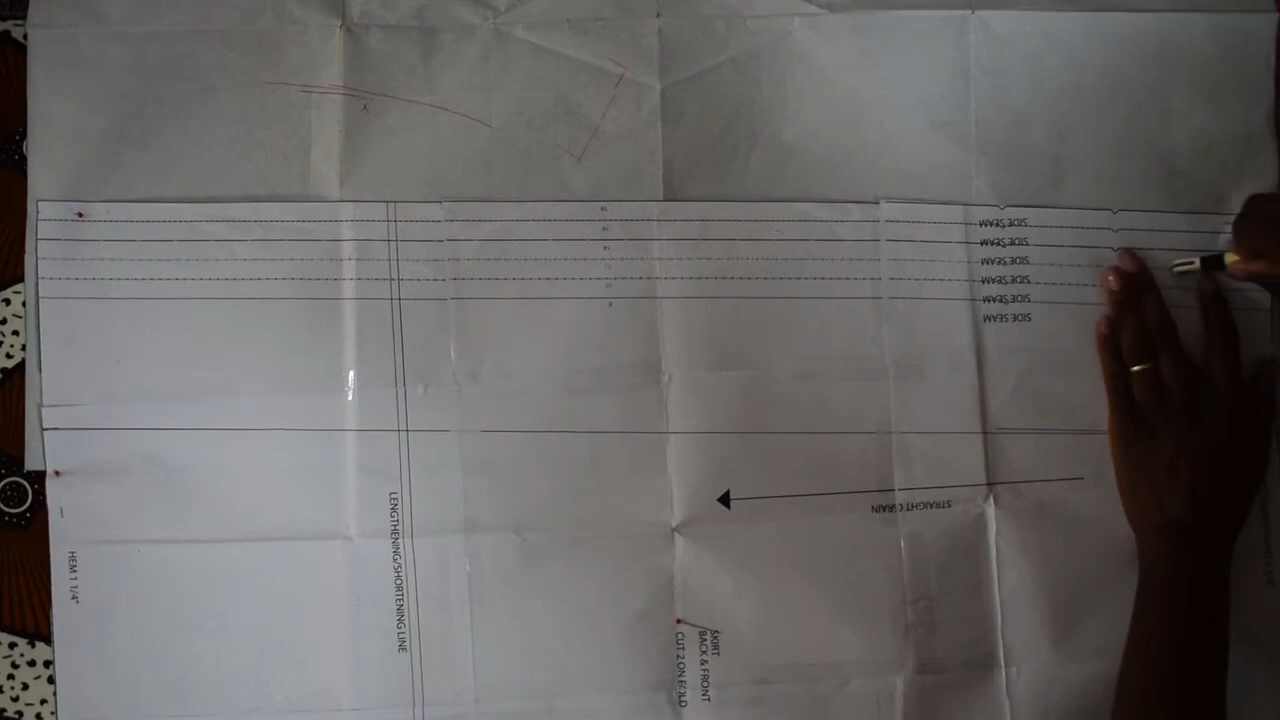 SIDE SEAM
SIDE SEAM
SIDE SEAM
SIDE SEAM
SIDE SEAM
SIDE SEAM
STRAIGHT GRAIN
LENGTHENING/SHORTENING LINE
HEM 1 1/4"
SKIRT
BACK & FRONT
CUT 2 ON FOLD
X